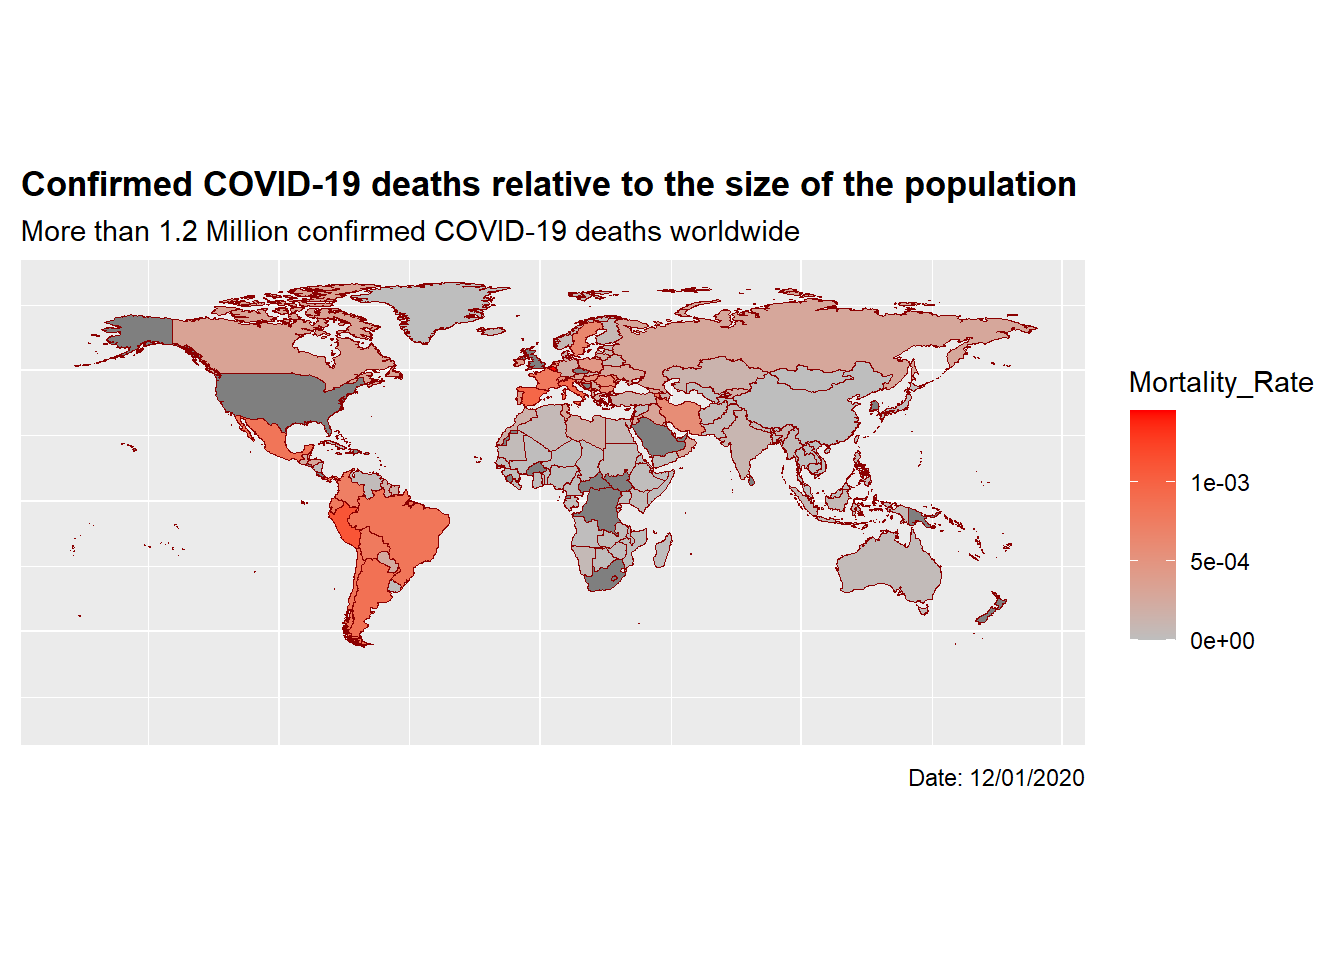 Confirmed COVID-19 deaths relative to the size of the population
More than 1.2 Million confirmed COVID-19 deaths worldwide
Mortality_Rate
1e-03
5e-04
0e+00
Date: 12/01/2020